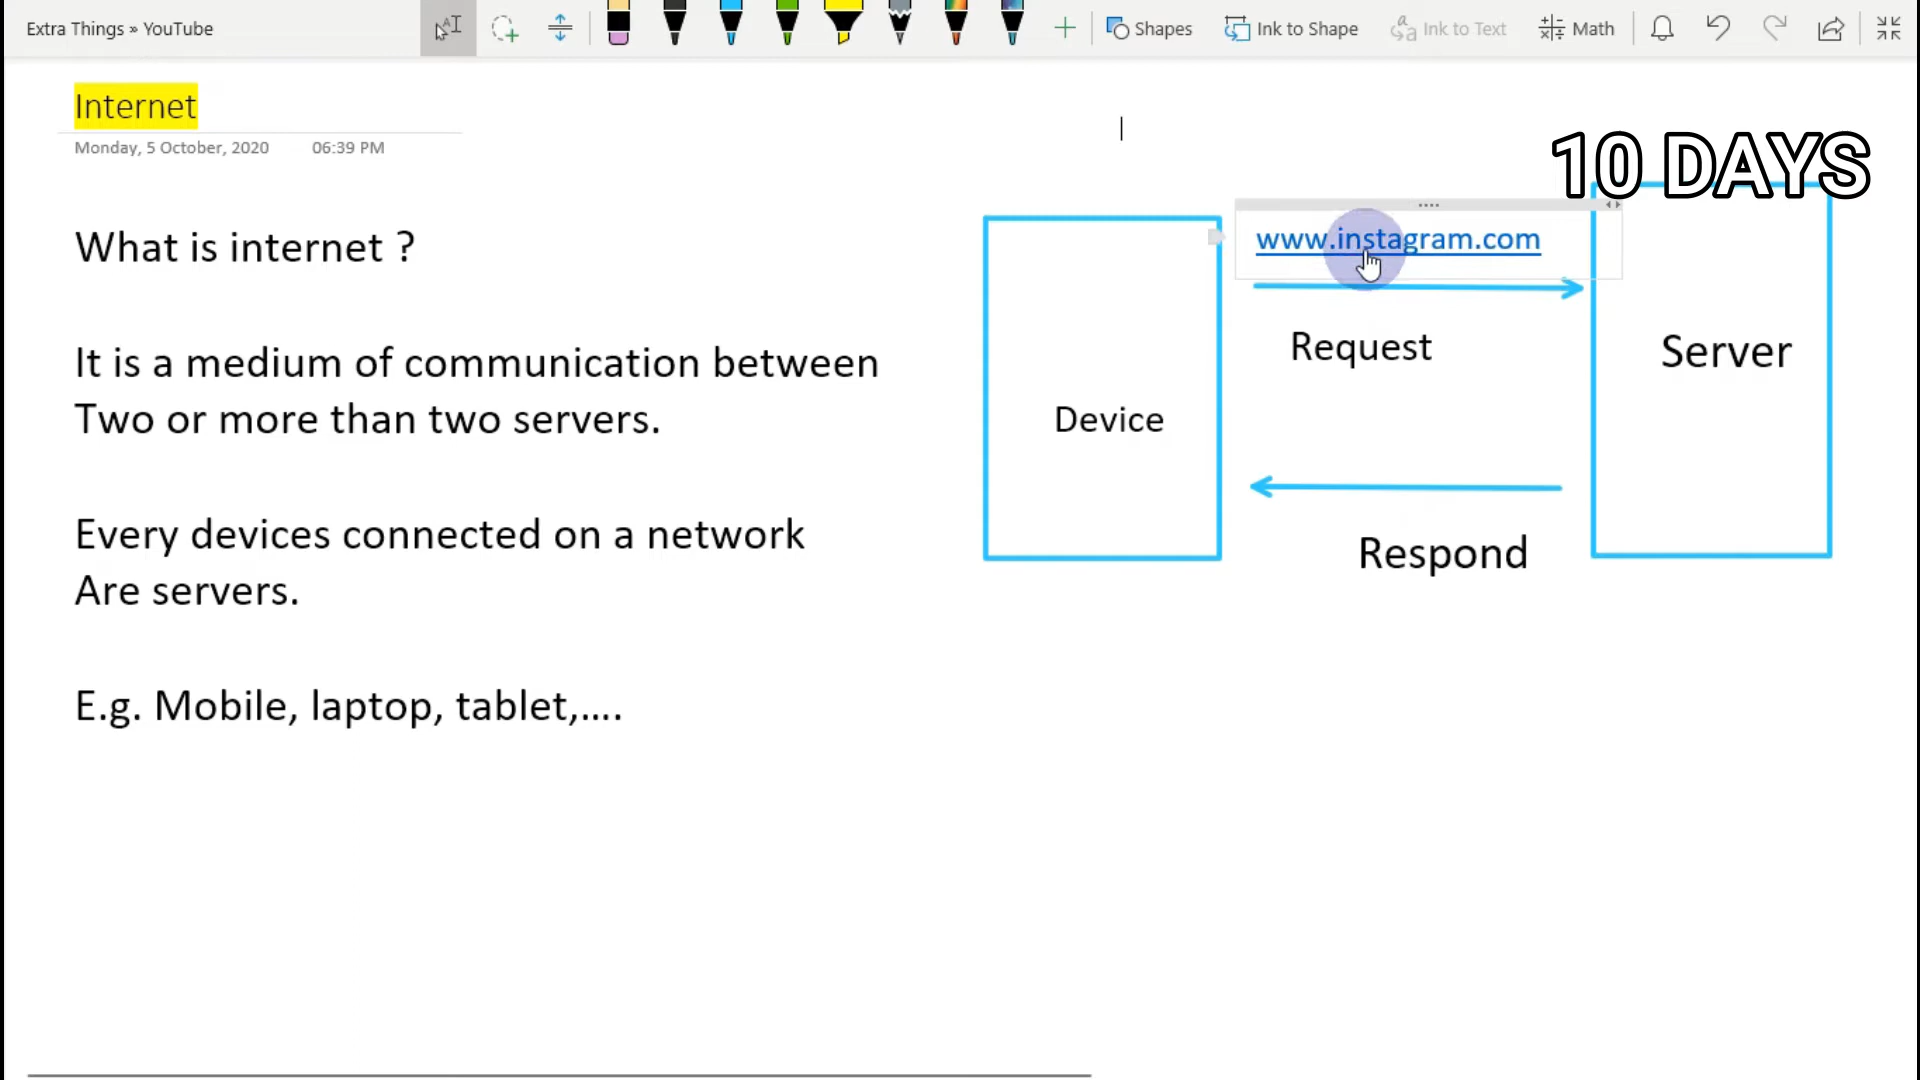 Extra Things » YouTube
Shapes
Ink to Shape
Ink to Text
Math
Internet
Monday, 5 October, 2020 06:39 PM
10 DAYS
What is internet ?
It is a medium of communication between
Two or more than two servers.
Every devices connected on a network
Are servers.
E.g. Mobile, laptop, tablet,....
Device
www.instagram.com
Request
Respond
Server